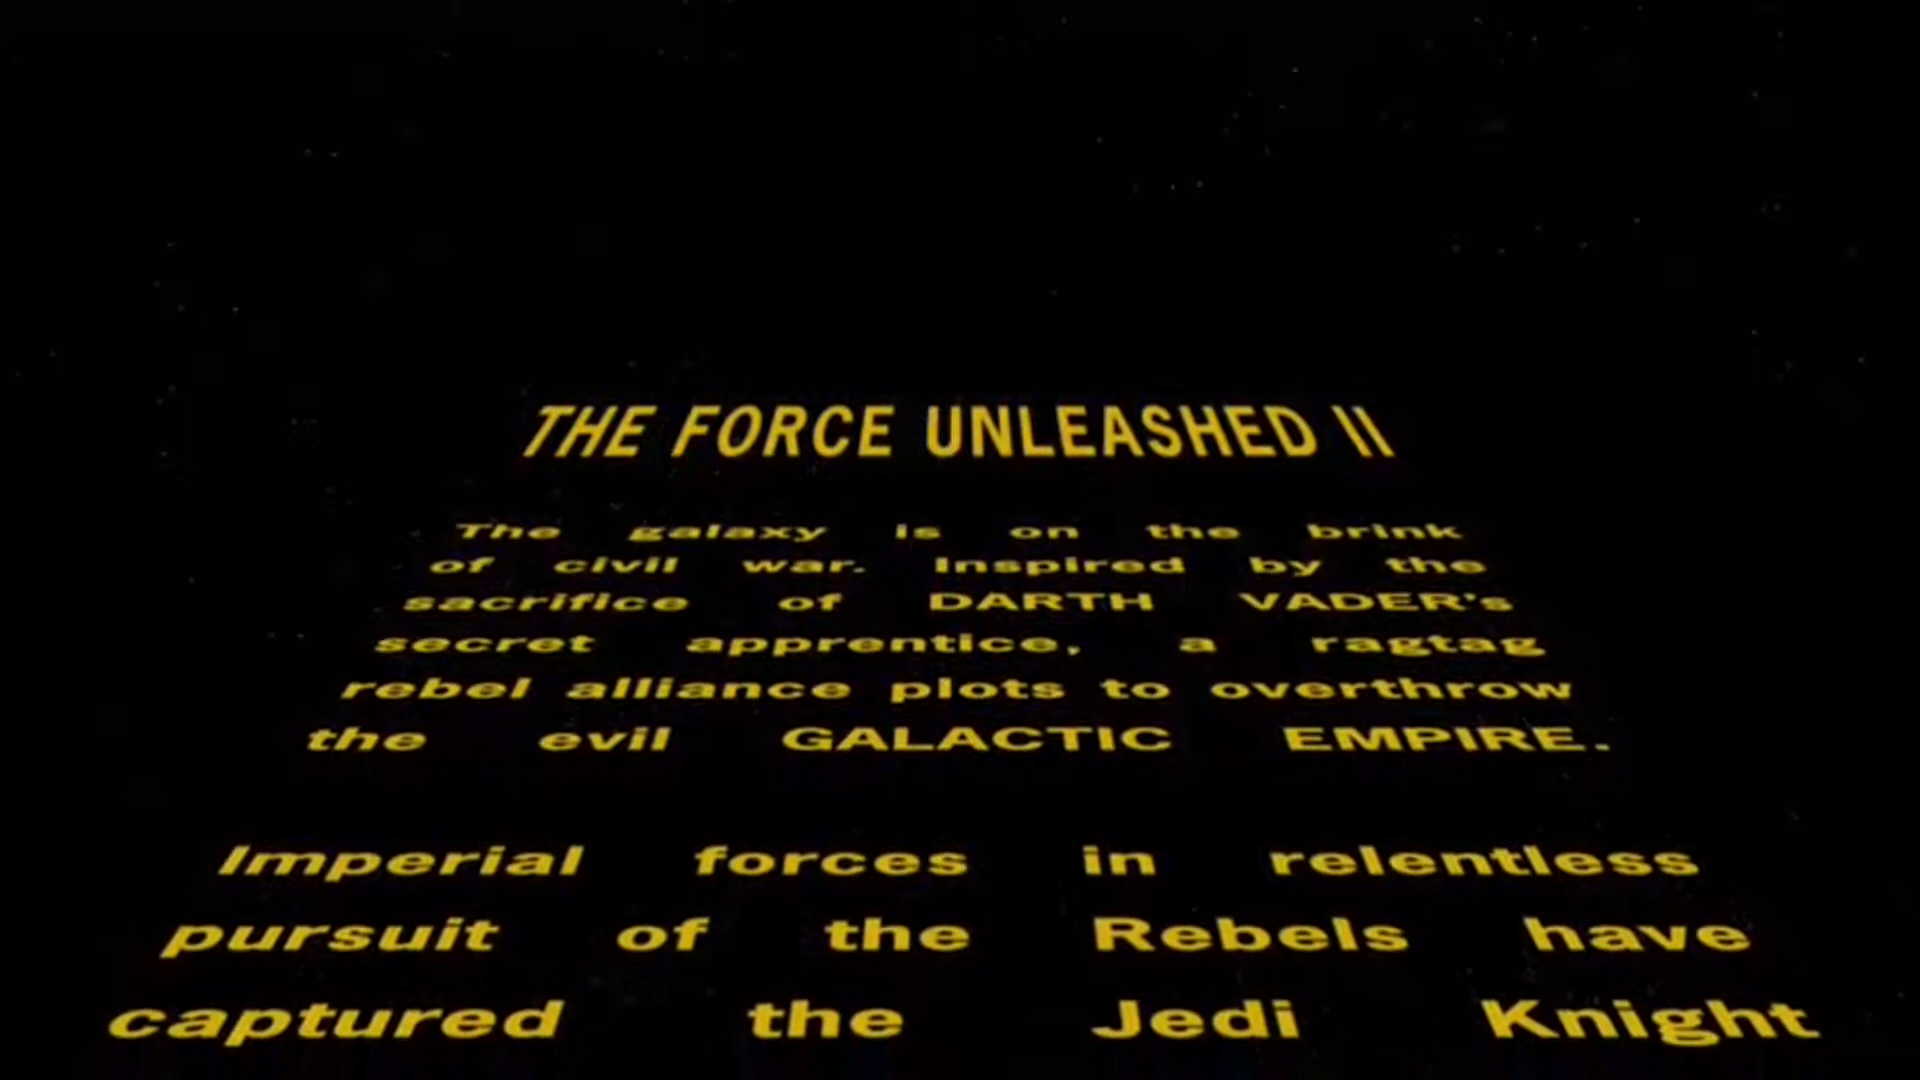 THE FORCE UNLEASHED II
The galaxy is on the brink
of civil war. Inspired by the
sacrifice of DARTH VADER's
secret apprentice, a ragtag
rebel alliance plots to overthrow
the evil GALACTIC EMPIRE.
Imperial forces in relentless
pursuit of the Rebels have
captured the Jedi Knight